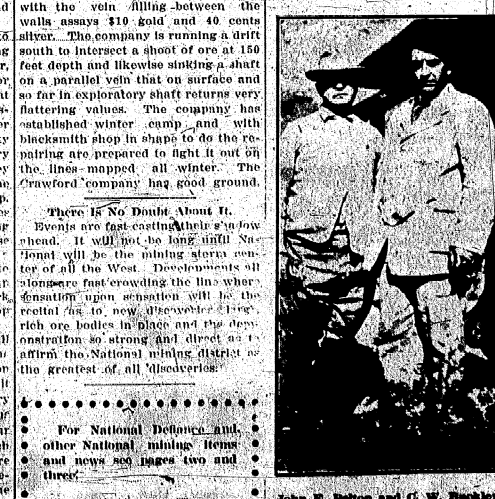 with the vein filling between the
walls assays $10 gold and 40 cents
silver. The company is running a drift
south to intersect a shoot of ore at 150
feet depth and likewise sinking a shaft
on a parallel vein that on surface and
so far in exploratory shaft returns very
flattering values. The company has
established winter camp and with
blacksmith shop in shape to do the re-
pairing are prepared to fight it out on
the lines mapped all winter. The
Crawford company has good ground.
There Is No Doubt About It.
Events are fast casting their shadow
ahead. It will not be long until Na-
tional will be the mining storm cen-
ter of all the West. Developments all
along are fast crowding the line where
sensation upon sensation will be the
recital as to new discoveries
rich ore bodies in place and the dem-
onstration so strong and direct as to
affirm the National mining district as
the greatest of all discoveries.
For National Defiance and
other National mining items
and news see pages two and
three.